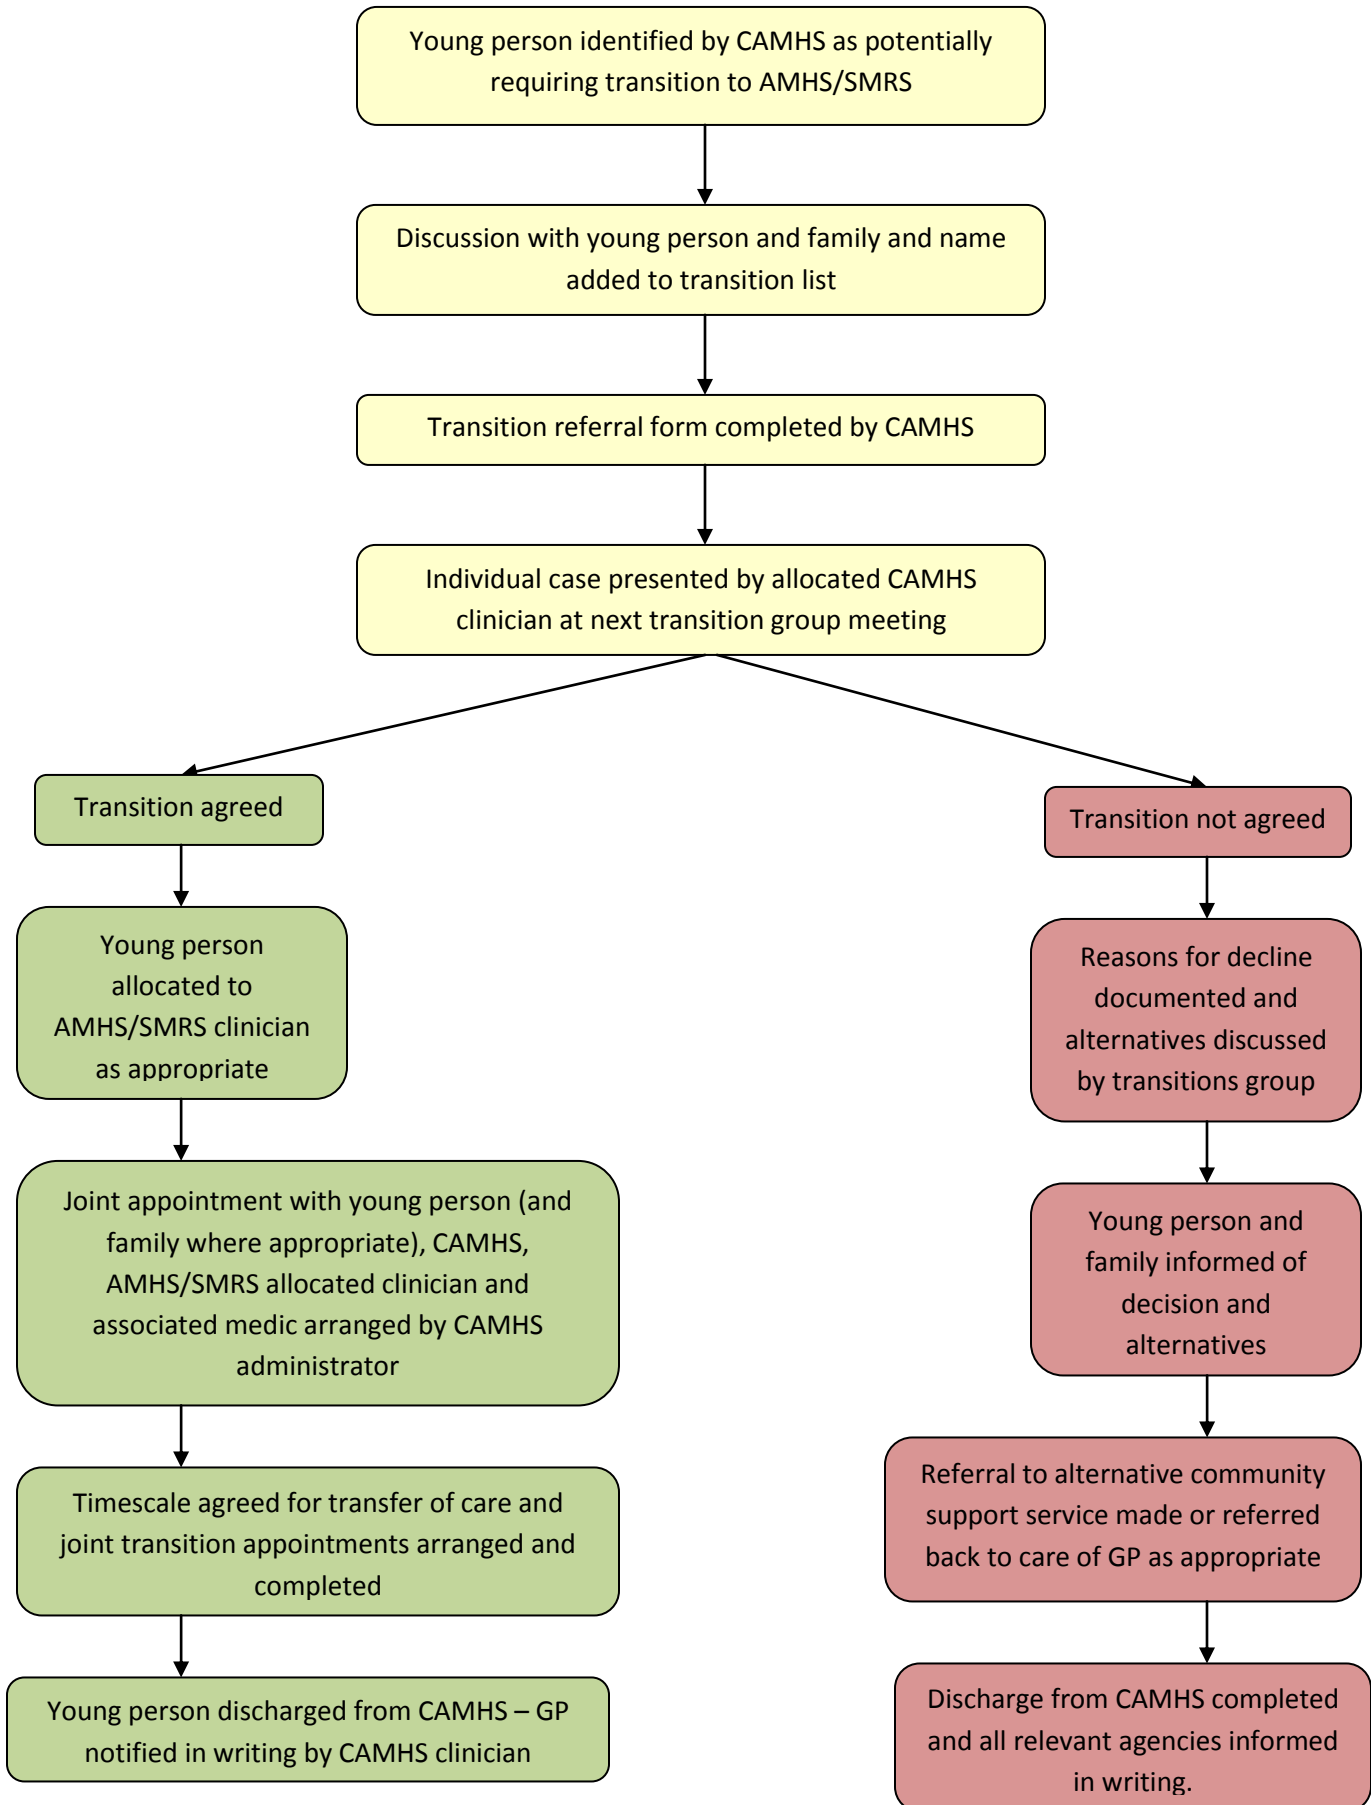 Young person identified by CAMHS as potentially
requiring transition to AMHS/SMRS
Discussion with young person and family and name
added to transition list
Transition referral form completed by CAMHS
Individual case presented by allocated CAMHS
clinician at next transition group meeting
Transition agreed
Young person
allocated to
AMHS/SMRS clinician
as appropriate
Joint appointment with young person (and
family where appropriate), CAMHS,
AMHS/SMRS allocated clinician and
associated medic arranged by CAMHS
administrator
Timescale agreed for transfer of care and
joint transition appointments arranged and
completed
Young person discharged from CAMHS – GP
notified in writing by CAMHS clinician
Transition not agreed
Reasons for decline
documented and
alternatives discussed
by transitions group
Young person and
family informed of
decision and
alternatives
Referral to alternative community
support service made or referred
back to care of GP as appropriate
Discharge from CAMHS completed
and all relevant agencies informed
in writing.